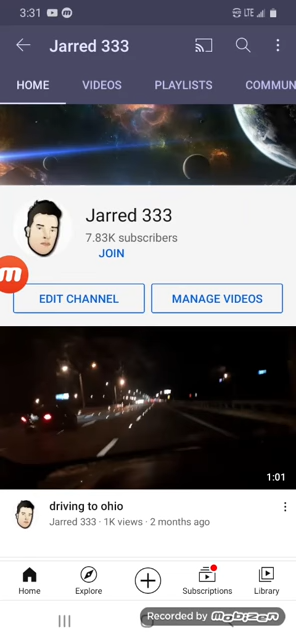 3:31 LTE
Jarred 333
HOME VIDEOS PLAYLISTS COMMUN
Jarred 333
7.83K subscribers
JOIN
m
EDIT CHANNEL MANAGE VIDEOS
1:01
driving to ohio
Jarred 333 · 1K views · 2 months ago
Home Explore Subscriptions Library
Recorded by Mobizen